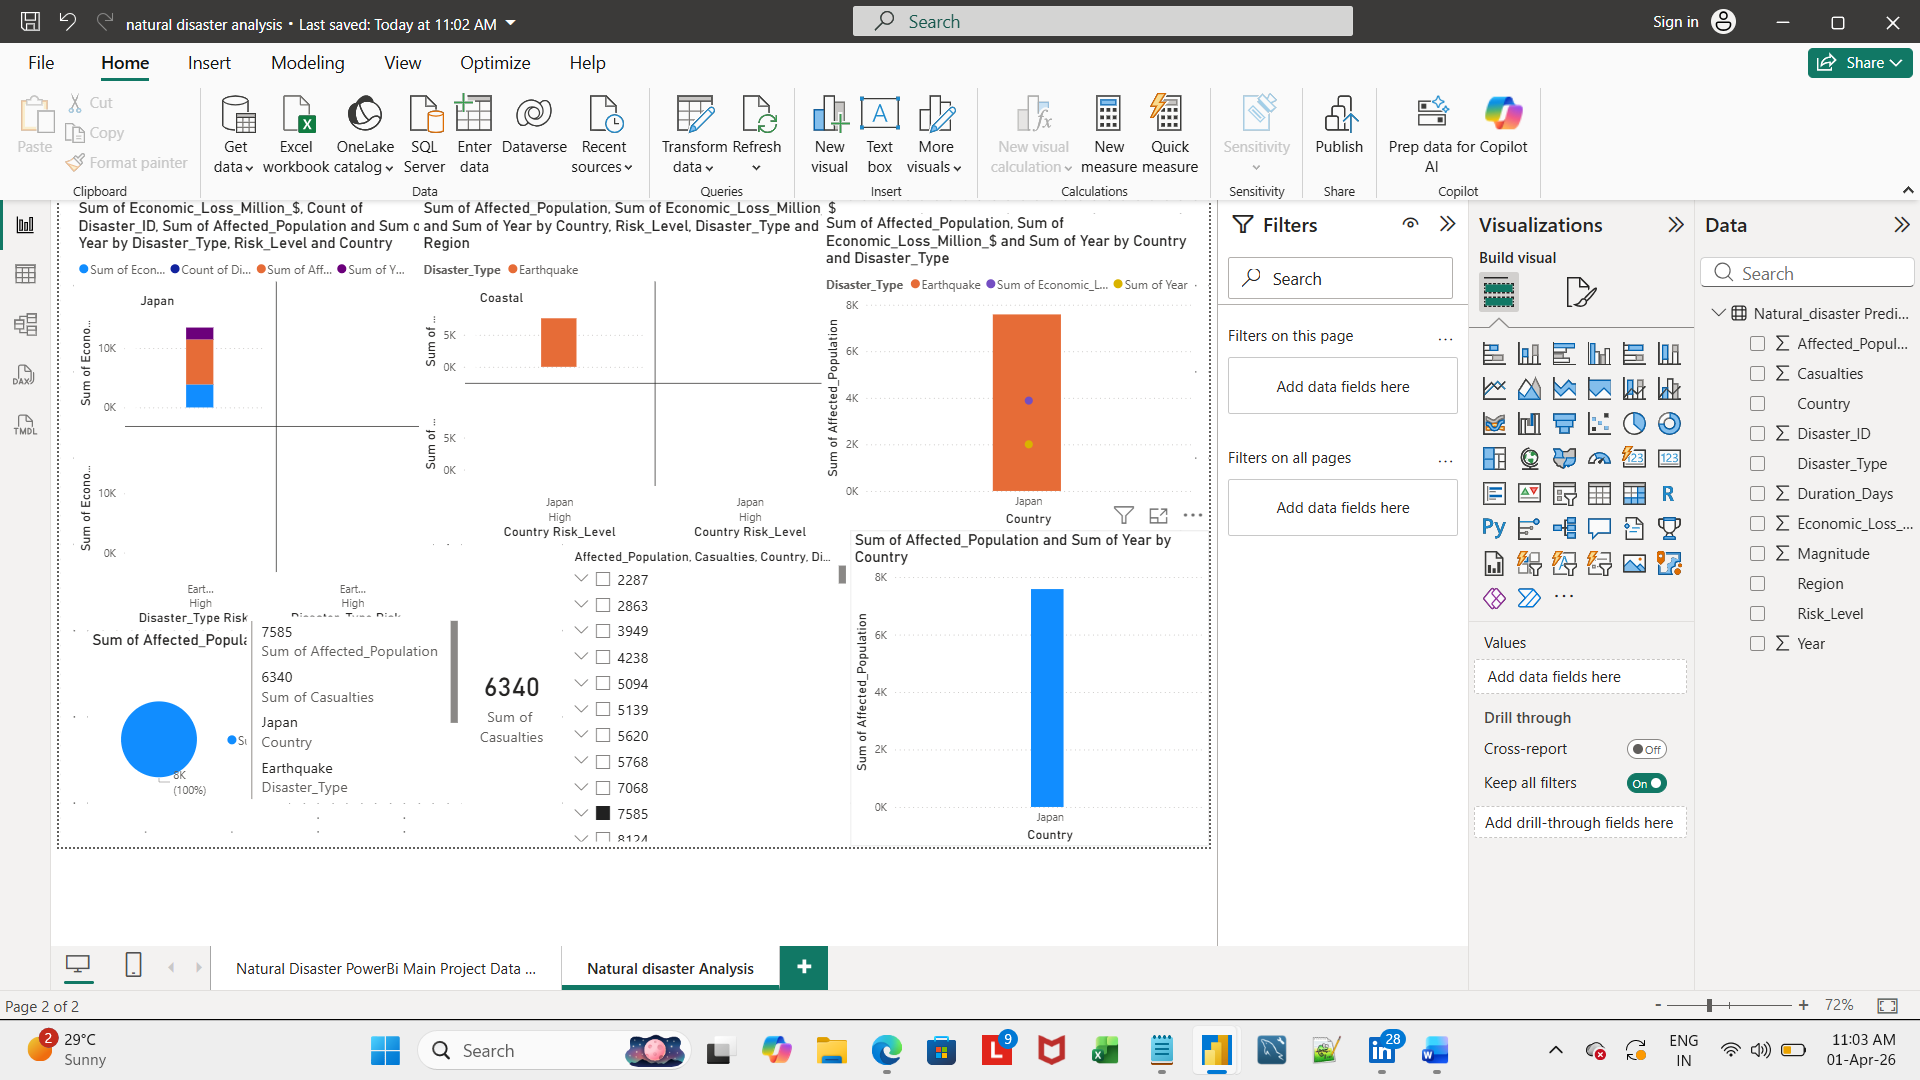 natural disaster analysis • Last saved: Today at 11:02 AM
Search
Sign in
File
Home
Insert
Modeling
View
Optimize
Help
Share
Paste
Cut
Copy
Format painter
Clipboard
Get data
Excel workbook
OneLake catalog
SQL Server
Enter data
Dataverse
Recent sources
Data
Transform data
Refresh
Queries
New visual
Text box
More visuals
Insert
New visual calculation
New measure
Quick measure
Calculations
Sensitivity
Sensitivity
Publish
Share
Prep data for AI
Copilot
Copilot
Sum of Economic_Loss_Million_$, Count of
Disaster_ID, Sum of Affected_Population and Sum o
Year by Disaster_Type, Risk_Level and Country
Sum of Econ...
Count of Di...
Sum of Aff...
Sum of Y...
Japan
Sum of Econo...
10K
0K
Sum of Econo...
10K
0K
Eart...
High
Eart...
High
Disaster_Type Risk
Sum of Affected_Population, Sum of Economic_Loss_Million_$
and Sum of Year by Country, Risk_Level, Disaster_Type and
Region
Disaster_Type
Earthquake
Coastal
Sum of ...
5K
0K
Sum of ...
5K
0K
Japan
High
Japan
High
Country Risk_Level
Country Risk_Level
Sum of Affected_Population, Sum of
Economic_Loss_Million_$ and Sum of Year by Country
and Disaster_Type
Disaster_Type
Earthquake
Sum of Economic_L...
Sum of Year
Sum of Affected_Population
8K
6K
4K
2K
0K
Japan
Country
Sum of Affected_Popula
8K
(100%)
7585
Sum of Affected_Population
6340
Sum of Casualties
Japan
Country
Earthquake
Disaster_Type
6340
Sum of
Casualties
Affected_Population, Casualties, Country, Di...
2287
2863
3949
4238
5094
5139
5620
5768
7068
7585
8124
Sum of Affected_Population and Sum of Year by
Country
Sum of Affected_Population
8K
6K
4K
2K
0K
Japan
Country
Filters
Search
Filters on this page
...
Add data fields here
Filters on all pages
...
Add data fields here
Visualizations
Build visual
123
123
R
Py
...
Values
Add data fields here
Drill through
Cross-report
Off
Keep all filters
On
Add drill-through fields here
Data
Search
Natural_disaster Predi...
Affected_Popul...
Casualties
Country
Disaster_ID
Disaster_Type
Duration_Days
Economic_Loss_...
Magnitude
Region
Risk_Level
Year
DAX
TMDL
Natural Disaster PowerBi Main Project Data ...
Natural disaster Analysis
+
Page 2 of 2
- + 72%
2
29°C
Sunny
Search
9
28
ENG
IN
11:03 AM
01-Apr-26